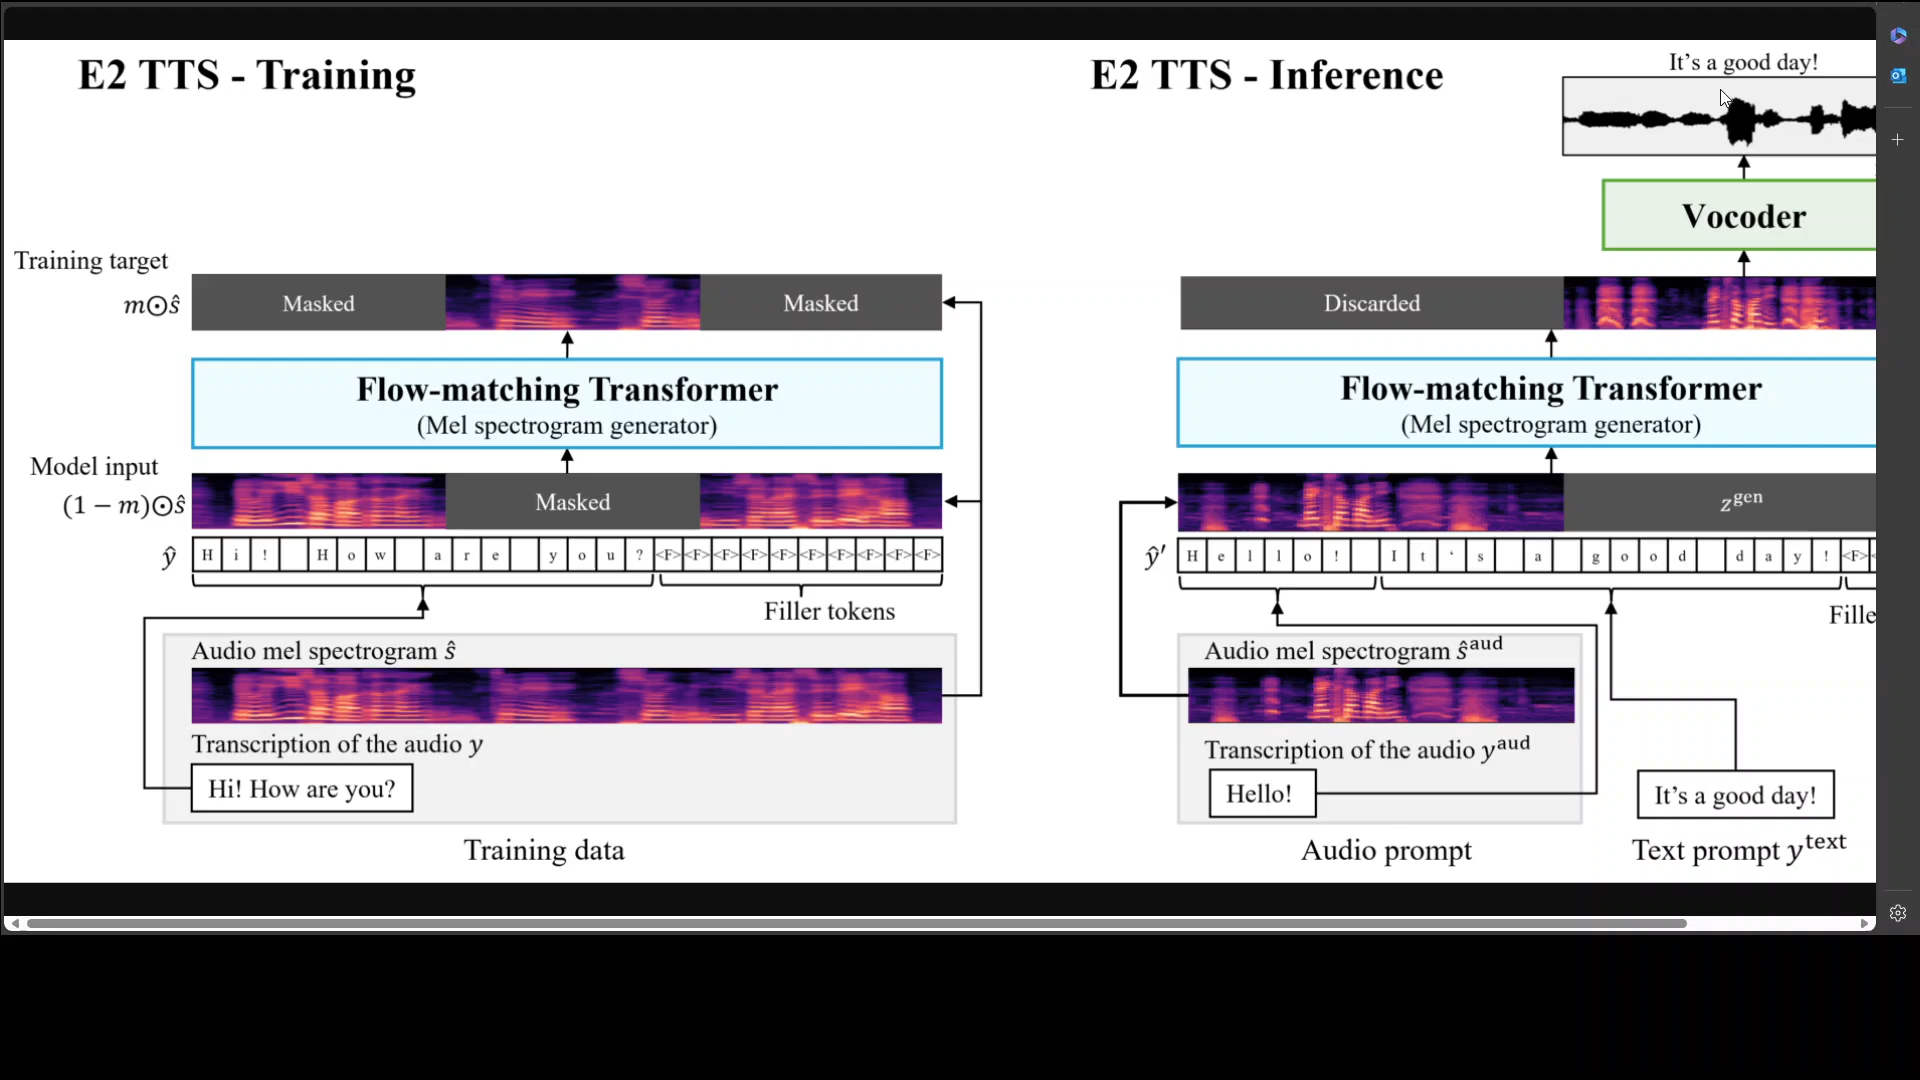 E2 TTS - Training
Training target
m⊙ŝ
Masked
Masked
Flow-matching Transformer
(Mel spectrogram generator)
Model input
(1 − m)⊙ŝ
Masked
ŷ
H i ! H o w a r e y o u ? <F> <F> <F> <F> <F> <F> <F> <F> <F> <F>
Filler tokens
Audio mel spectrogram ŝ
Transcription of the audio y
Hi! How are you?
Training data
E2 TTS - Inference
It's a good day!
Vocoder
Discarded
Flow-matching Transformer
(Mel spectrogram generator)
z^gen
ŷ′
H e l l o ! I t ‘ s a g o o d d a y ! <F> <
Fille
Audio mel spectrogram ŝ^aud
Transcription of the audio y^aud
Hello!
Audio prompt
It's a good day!
Text prompt y^text